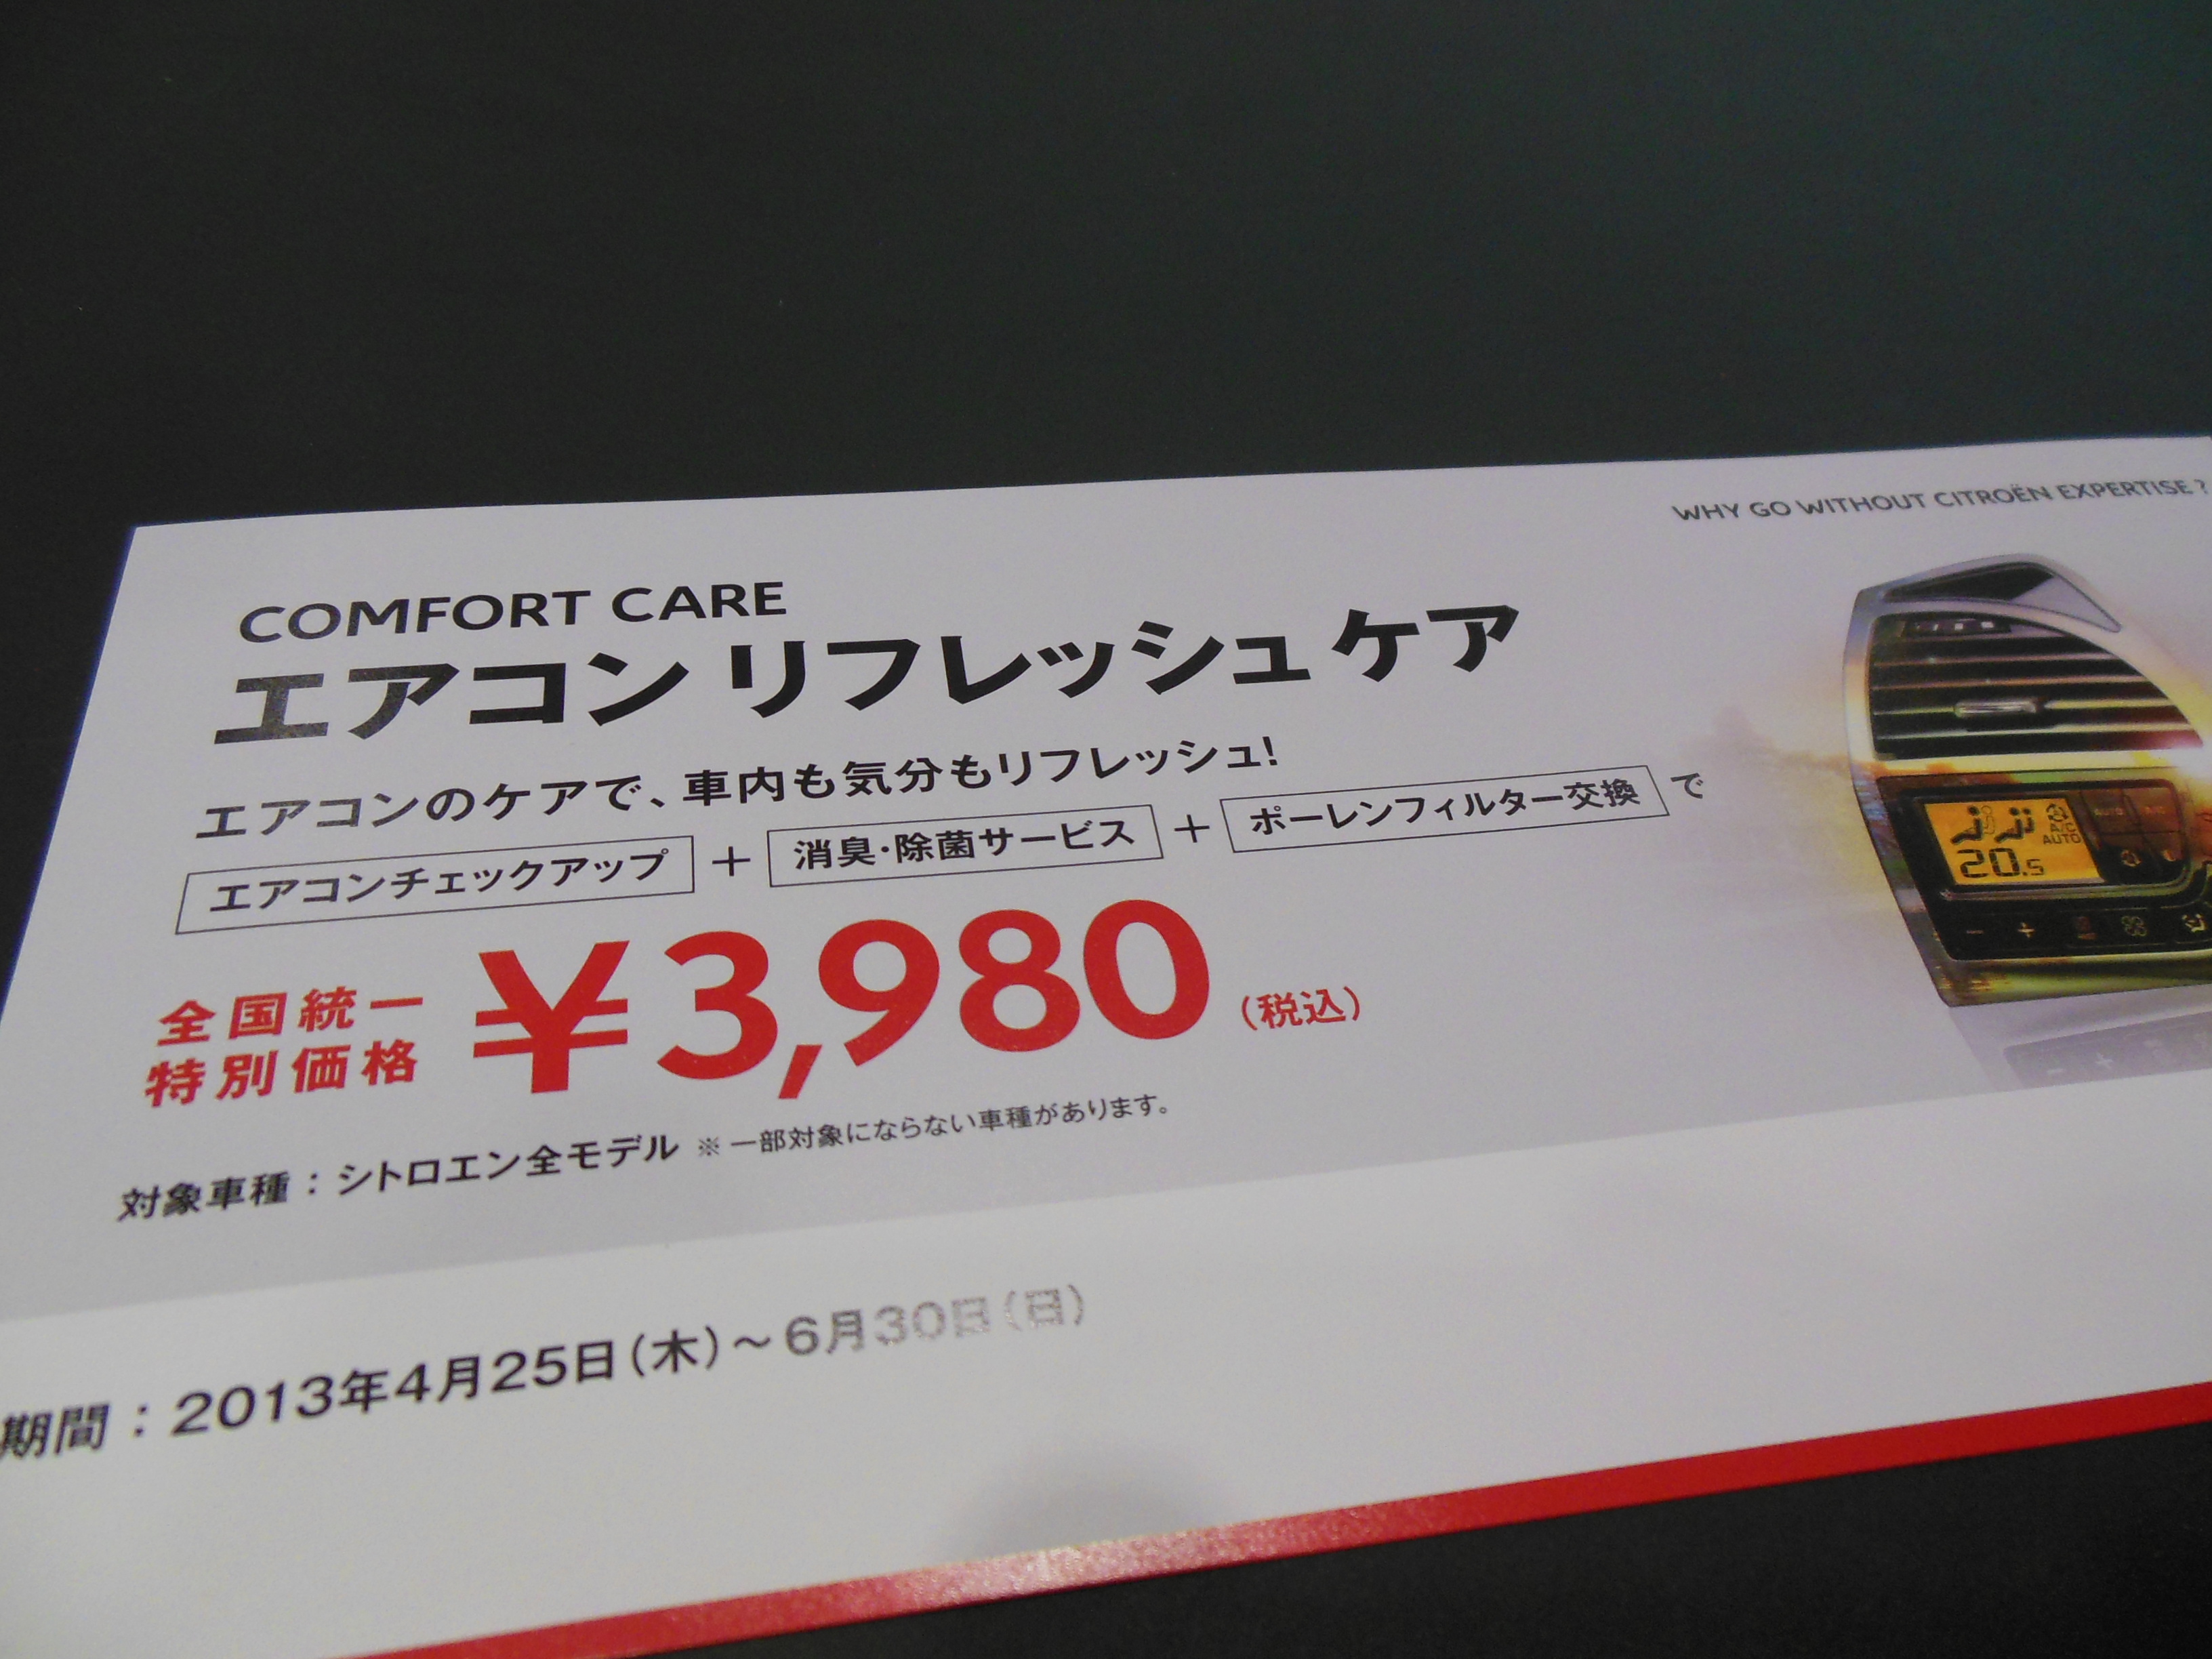 WHY GO WITHOUT CITROËN EXPERTISE ?
COMFORT CARE
エアコン リフレッシュ ケア
エアコンのケアで、車内も気分もリフレッシュ!
エアコンチェックアップ + 消臭・除菌サービス + ポーレンフィルター交換 で
全国統一
特別価格
¥3,980 (税込)
対象車種：シトロエン全モデル ※ 一部対象にならない車種があります。
期間：2013年4月25日(木)～6月30日(日)
A/C
AUTO
20.5